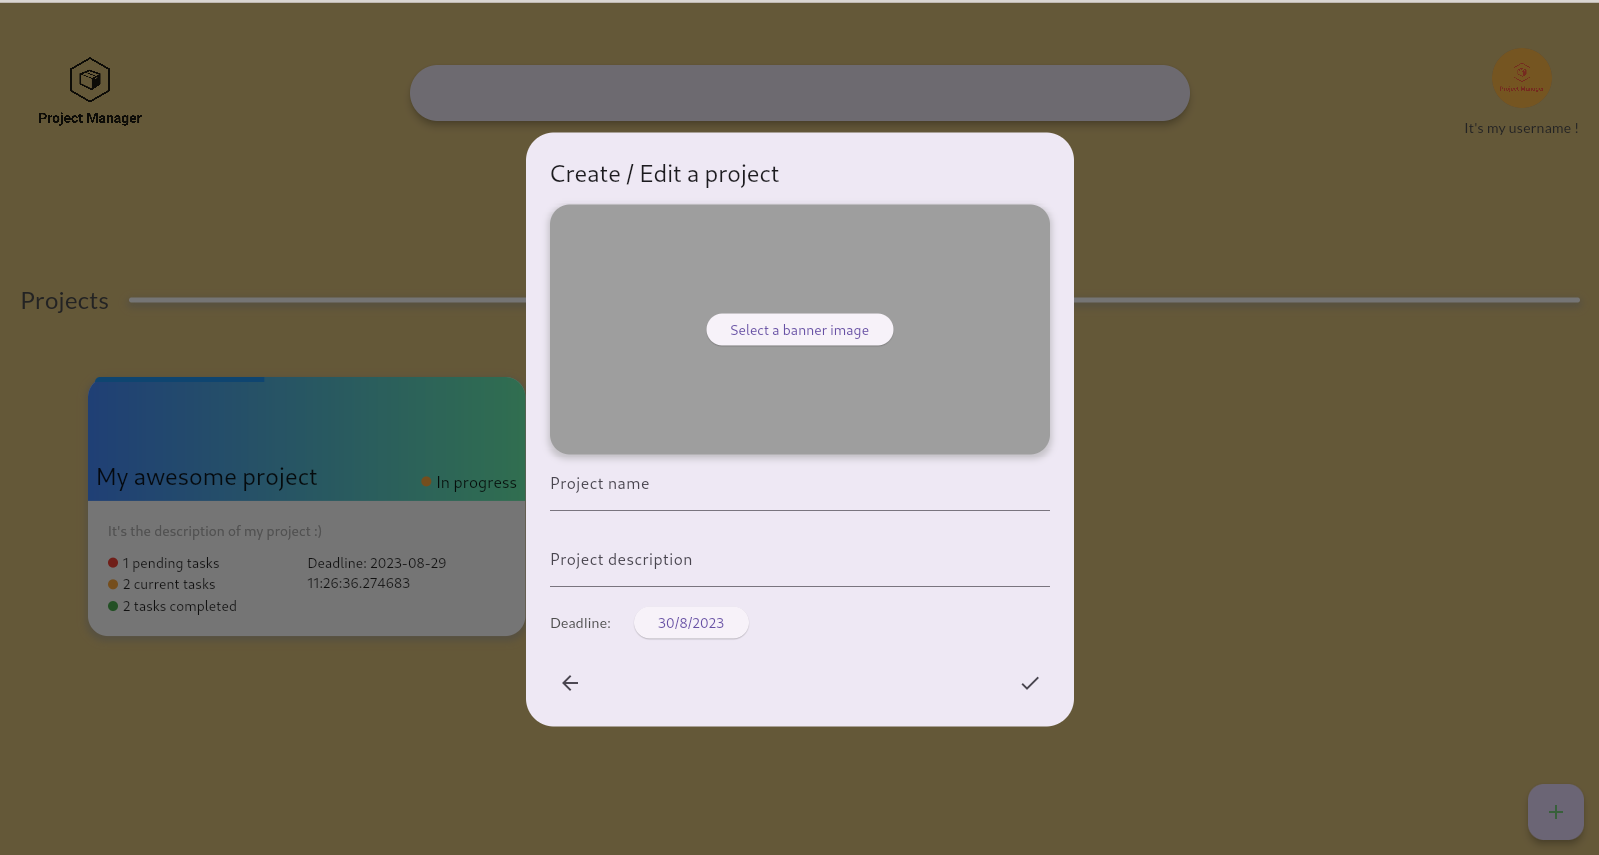 Project Manager
Project Manager
It's my username !
Create / Edit a project
Select a banner image
Projects
My awesome project
In progress
It's the description of my project :)
1 pending tasks
2 current tasks
2 tasks completed
Deadline: 2023-08-29
11:26:36.274683
Project name
Project description
Deadline:
30/8/2023